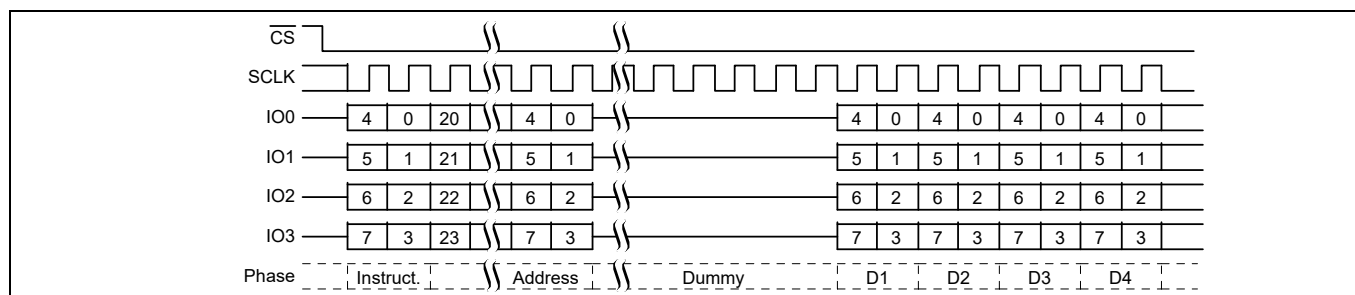 CS
SCLK
IO0 4 0 20 4 0 4 0 4 0 4 0 4 0
IO1 5 1 21 5 1 5 1 5 1 5 1 5 1
IO2 6 2 22 6 2 6 2 6 2 6 2 6 2
IO3 7 3 23 7 3 7 3 7 3 7 3 7 3
Phase Instruct. Address Dummy D1 D2 D3 D4